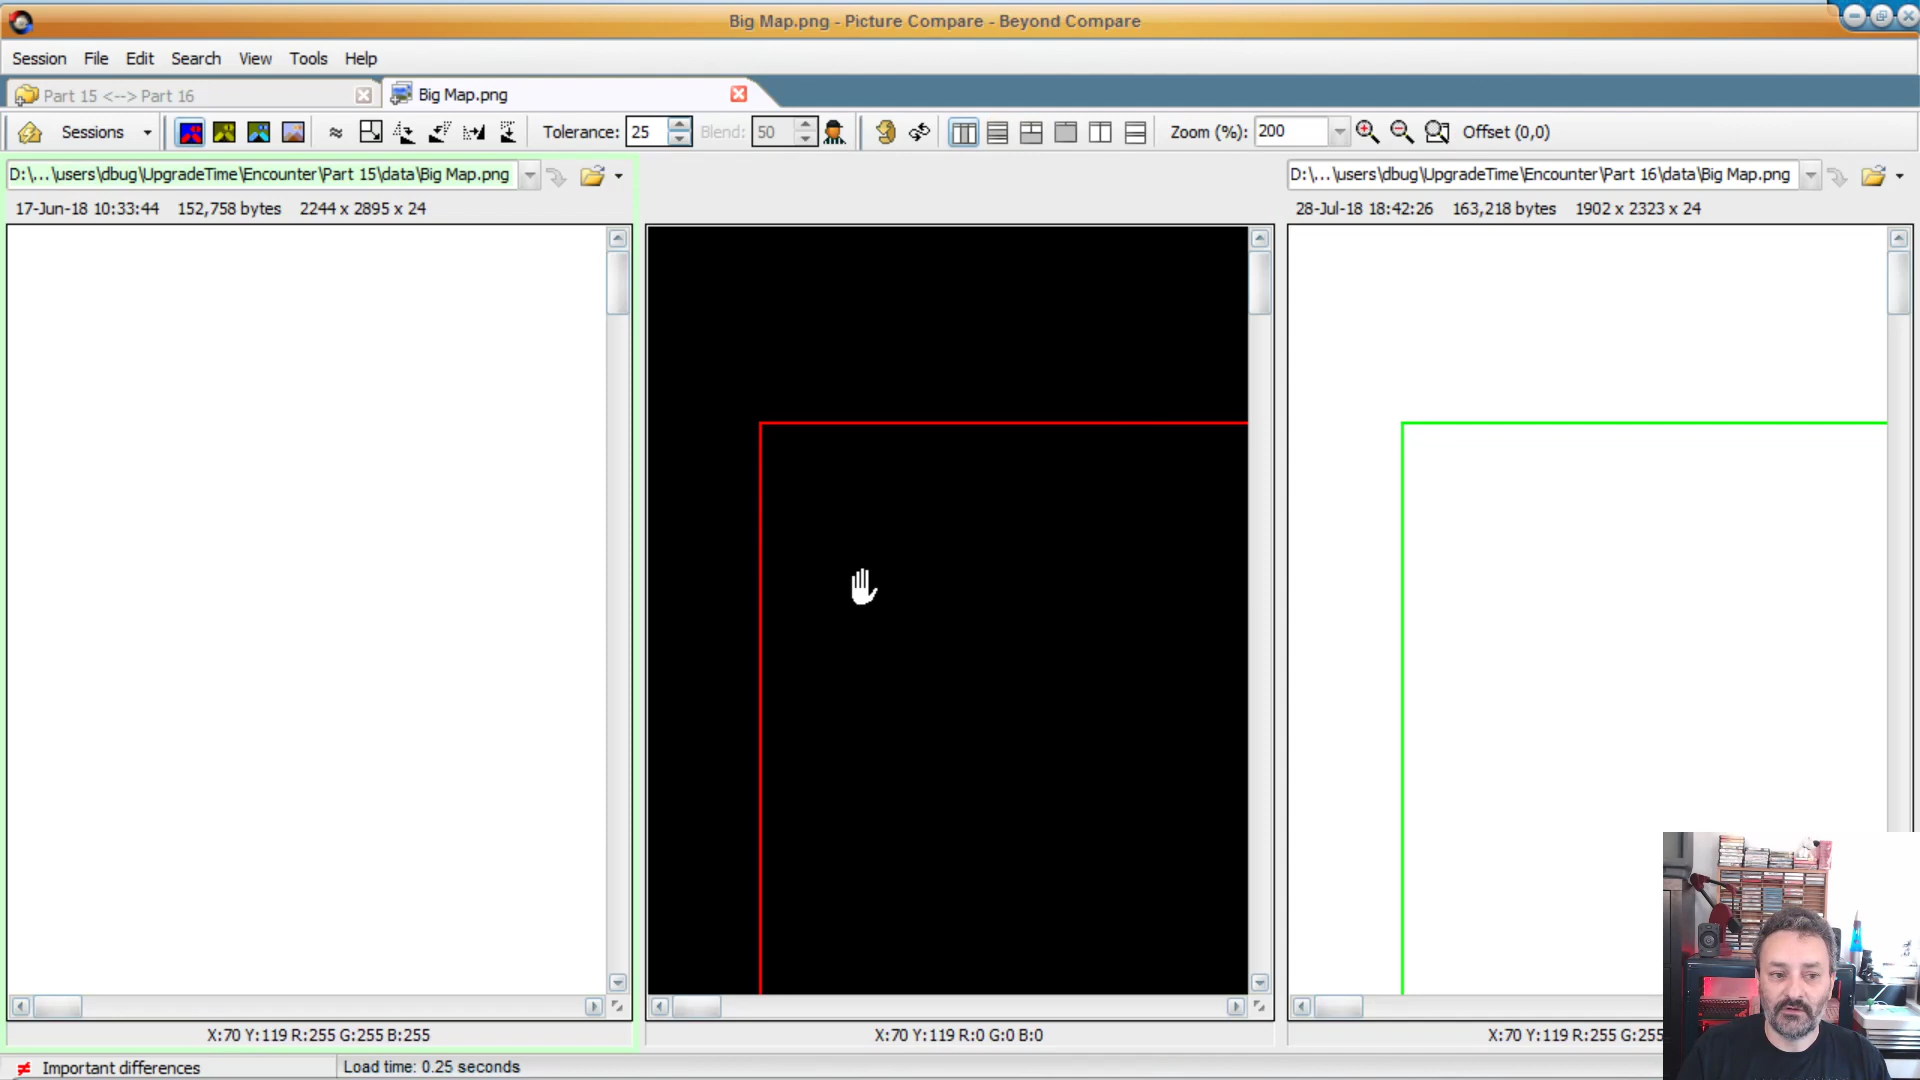 Big Map.png - Picture Compare - Beyond Compare
Session File Edit Search View Tools Help
Part 15 <--> Part 16 Big Map.png
Sessions Tolerance: 25 Blend: 50 Zoom (%): 200 Offset (0,0)
D:\...\users\dbug\UpgradeTime\Encounter\Part 15\data\Big Map.png D:\...\users\dbug\UpgradeTime\Encounter\Part 16\data\Big Map.png
17-Jun-18 10:33:44 152,758 bytes 2244 x 2895 x 24 28-Jul-18 18:42:26 163,218 bytes 1902 x 2323 x 24
X:70 Y:119 R:255 G:255 B:255 X:70 Y:119 R:0 G:0 B:0 X:70 Y:119 R:255 G:255
Important differences Load time: 0.25 seconds